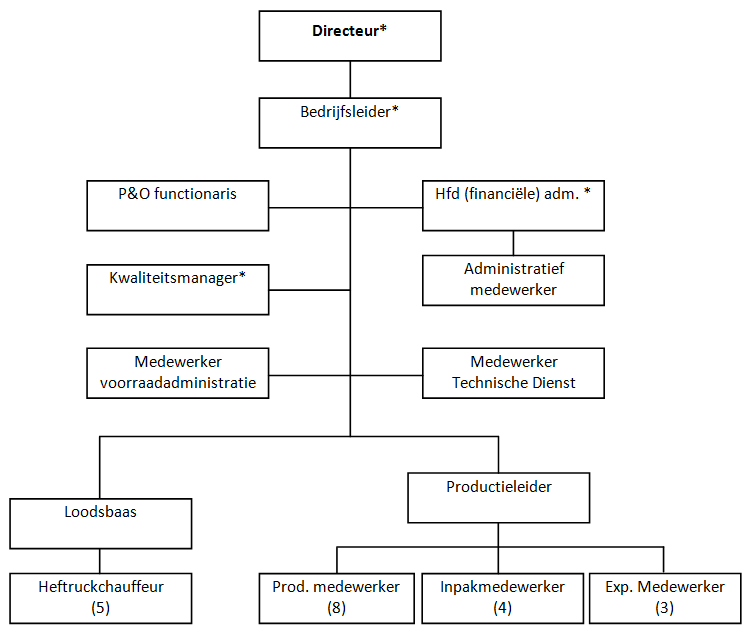 Directeur*
Bedrijfsleider*
P&O functionaris
Hfd (financiële) adm. *
Kwaliteitsmanager*
Administratief
medewerker
Medewerker
voorraadadministratie
Medewerker
Technische Dienst
Loodsbaas
Productieleider
Heftruckchauffeur
(5)
Prod. medewerker
(8)
Inpakmedewerker
(4)
Exp. Medewerker
(3)